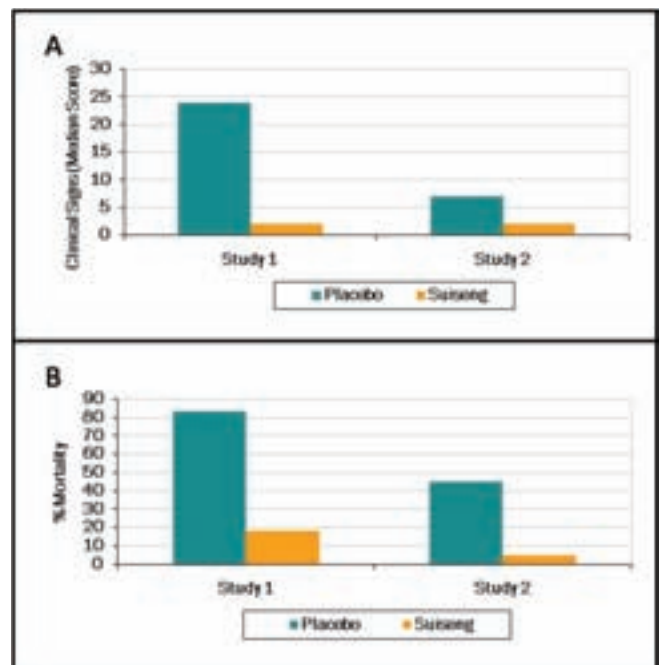 A
Clinical Signs (Median Score)
30
25
20
15
10
5
0
Study 1
Study 2
Placebo
Suiseng
B
% Mortality
90
80
70
60
50
40
30
20
10
0
Study 1
Study 2
Placebo
Suiseng